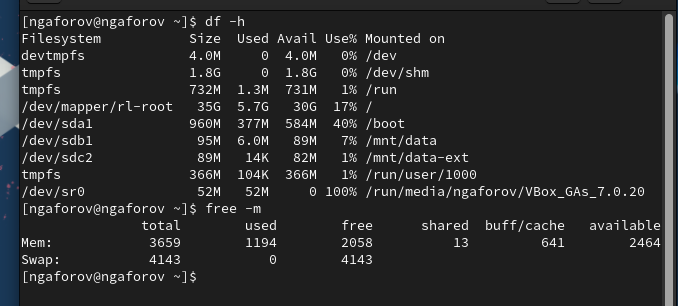 [ngaforov@ngaforov ~]$ df -h
Filesystem           Size  Used Avail Use% Mounted on
devtmpfs             4.0M     0  4.0M   0% /dev
tmpfs                1.8G     0  1.8G   0% /dev/shm
tmpfs                732M  1.3M  731M   1% /run
/dev/mapper/rl-root   35G  5.7G   30G  17% /
/dev/sda1            960M  377M  584M  40% /boot
/dev/sdb1             95M  6.0M   89M   7% /mnt/data
/dev/sdc2             89M   14K   82M   1% /mnt/data-ext
tmpfs                366M  104K  366M   1% /run/user/1000
/dev/sr0              52M   52M     0 100% /run/media/ngaforov/VBox_GAs_7.0.20
[ngaforov@ngaforov ~]$ free -m
               total        used        free      shared  buff/cache   available
Mem:            3659        1194        2058          13         641        2464
Swap:           4143           0        4143
[ngaforov@ngaforov ~]$